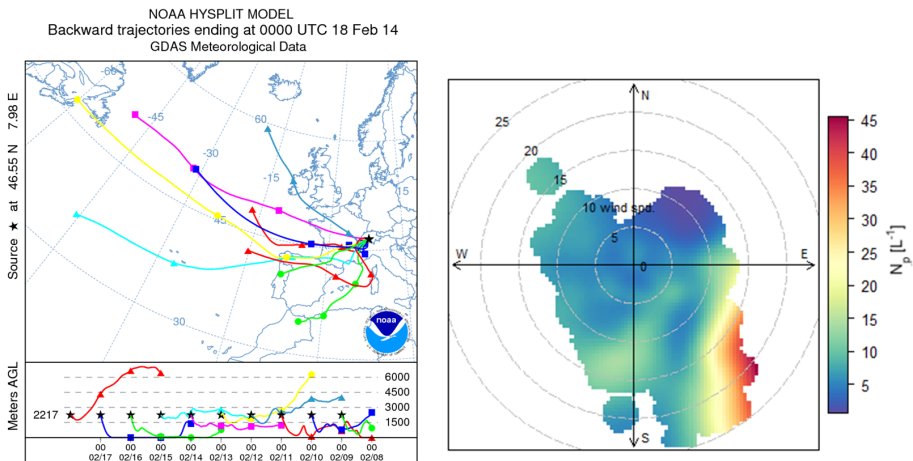 NOAA HYSPLIT MODEL
Backward trajectories ending at 0000 UTC 18 Feb 14
GDAS Meteorological Data
Source ★ at 46.55 N 7.98 E
-60
-45
-30
-15
0
60
45
30
noaa
Meters AGL
2217
6000
4500
3000
1500
00 00 00 00 00 00 00 00 00 00
02/17 02/16 02/15 02/14 02/13 02/12 02/11 02/10 02/09 02/08
N
25
20
15
10 wind spd.
5
0
W
E
S
45
40
35
30
25
20
15
10
5
Np [L-1]